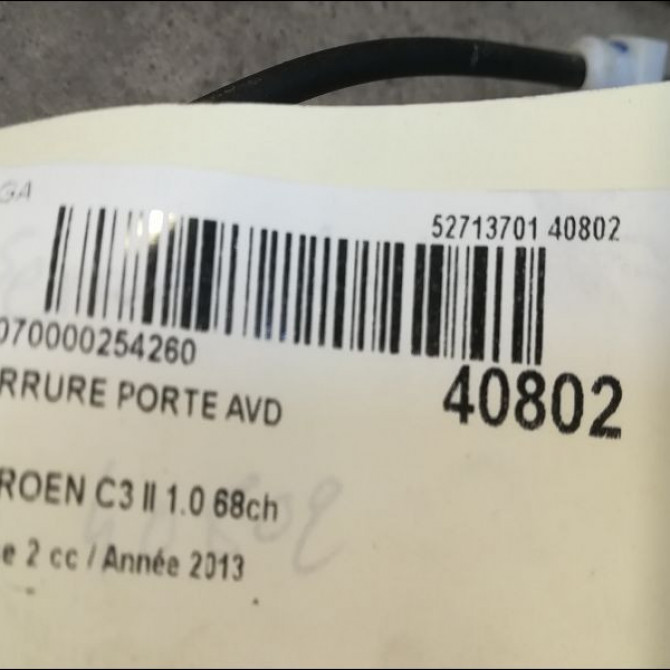 GA
52713701 40802
070000254260
RRURE PORTE AVD
40802
ROEN C3 II 1.0 68ch
e 2 cc / Année 2013